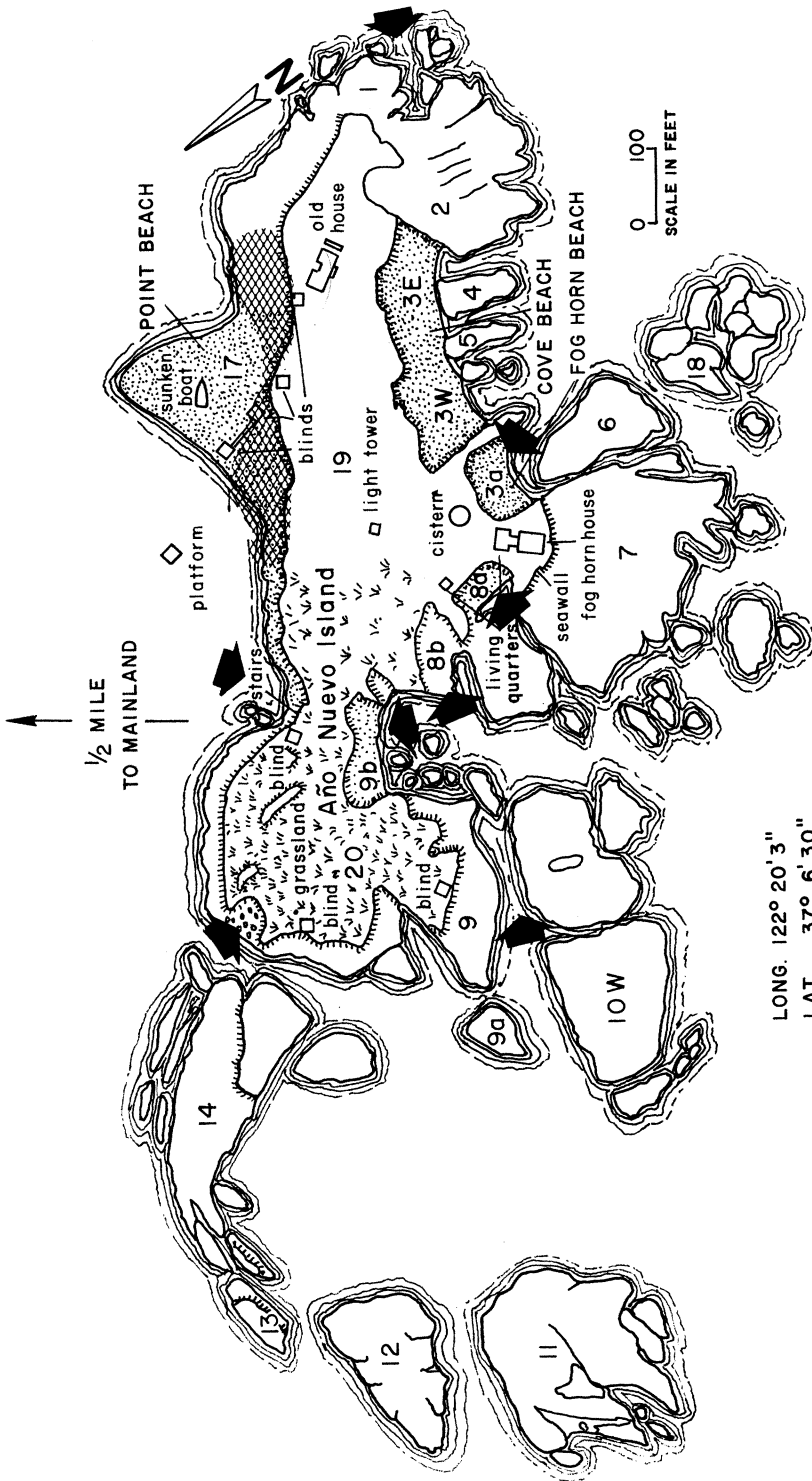 ½ MILE
TO MAINLAND
N
POINT BEACH
sunken
boat
17
old
house
1
2
blinds
platform
stairs
19
light tower
cistern
3E
3W
3a
4
5
COVE BEACH
FOG HORN BEACH
0 100
SCALE IN FEET
6
18
7
fog horn house
seawall
living
quarters
8a
8b
Año Nuevo Island
blind
grassland
blind
20
blind
9b
9
9a
10
10W
11
12
13
14
LONG. 122° 20' 3"
LAT. 37° 6' 30"